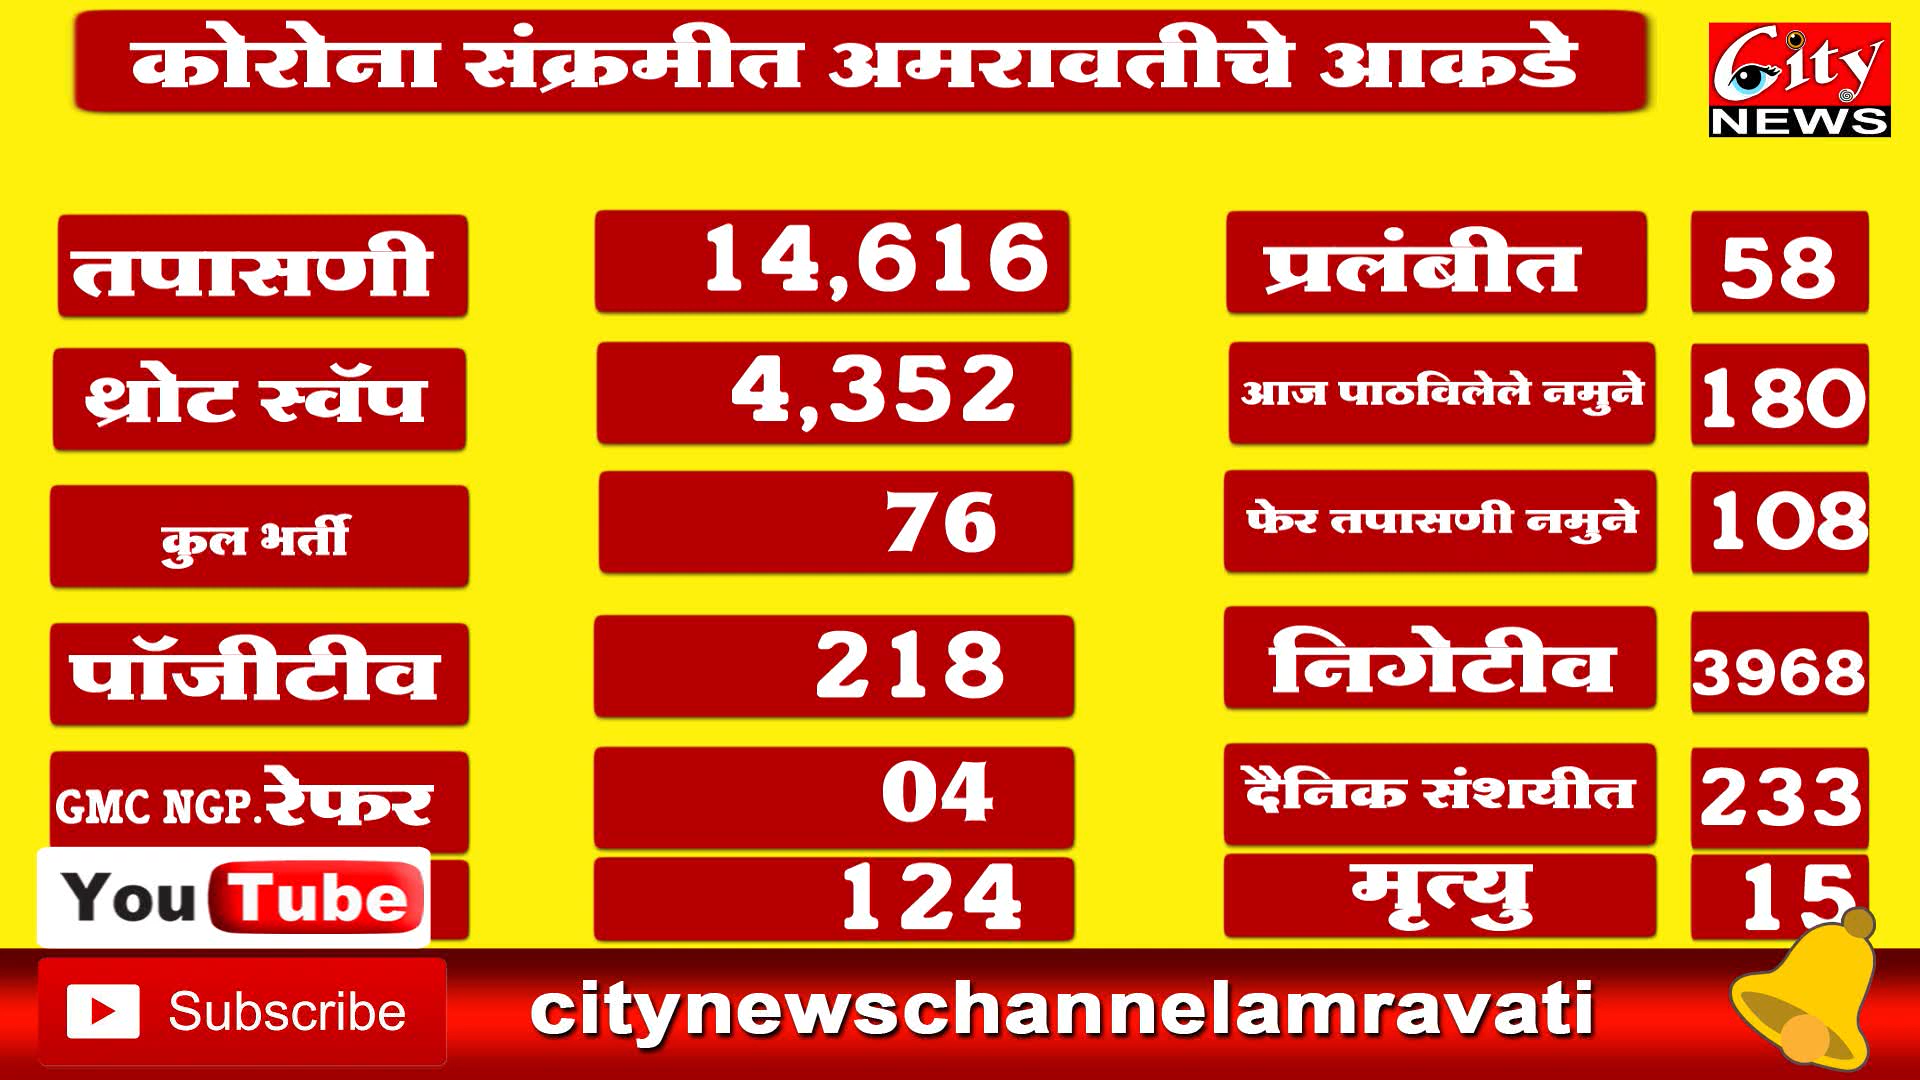 कोरोना संक्रमीत अमरावतीचे आकडे
City
NEWS
तपासणी 14,616 प्रलंबीत 58
थ्रोट स्वॅप 4,352 आज पाठविलेले नमुने 180
कुल भर्ती 76 फेर तपासणी नमुने 108
पॉजीटीव 218 निगेटीव 3968
GMC NGP.रेफर 04 दैनिक संशयीत 233
124 मृत्यु 15
YouTube
Subscribe citynewschannelamravati